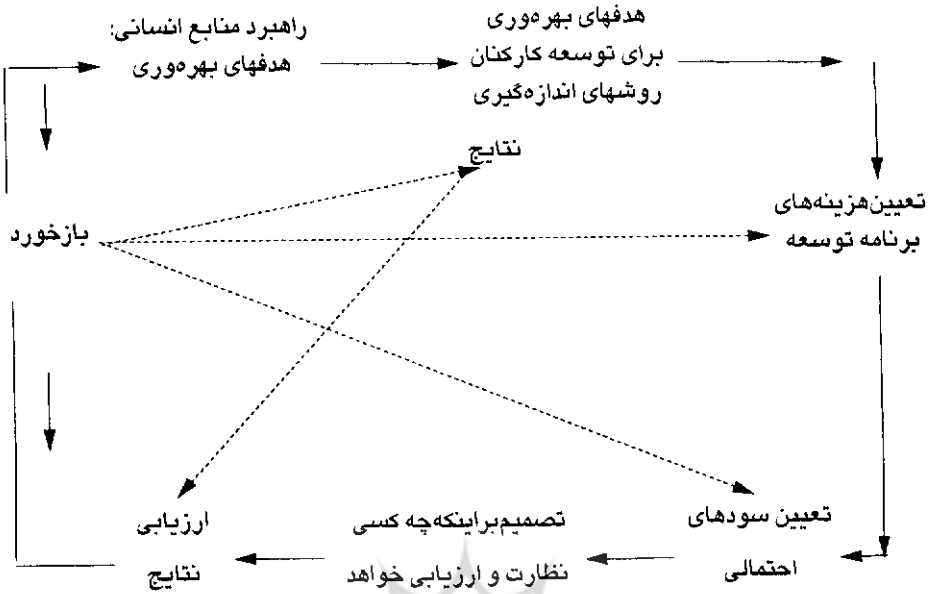 راهبرد منابع انسانی:
هدفهای بهره‌وری
هدفهای بهره‌وری
برای توسعه کارکنان
روشهای اندازه‌گیری
نتایج
تعیین‌هزینه‌های
برنامه توسعه
بازخورد
تعیین سودهای
احتمالی
تصمیم‌براینکه‌چه کسی
نظارت و ارزیابی خواهد
ارزیابی
نتایج